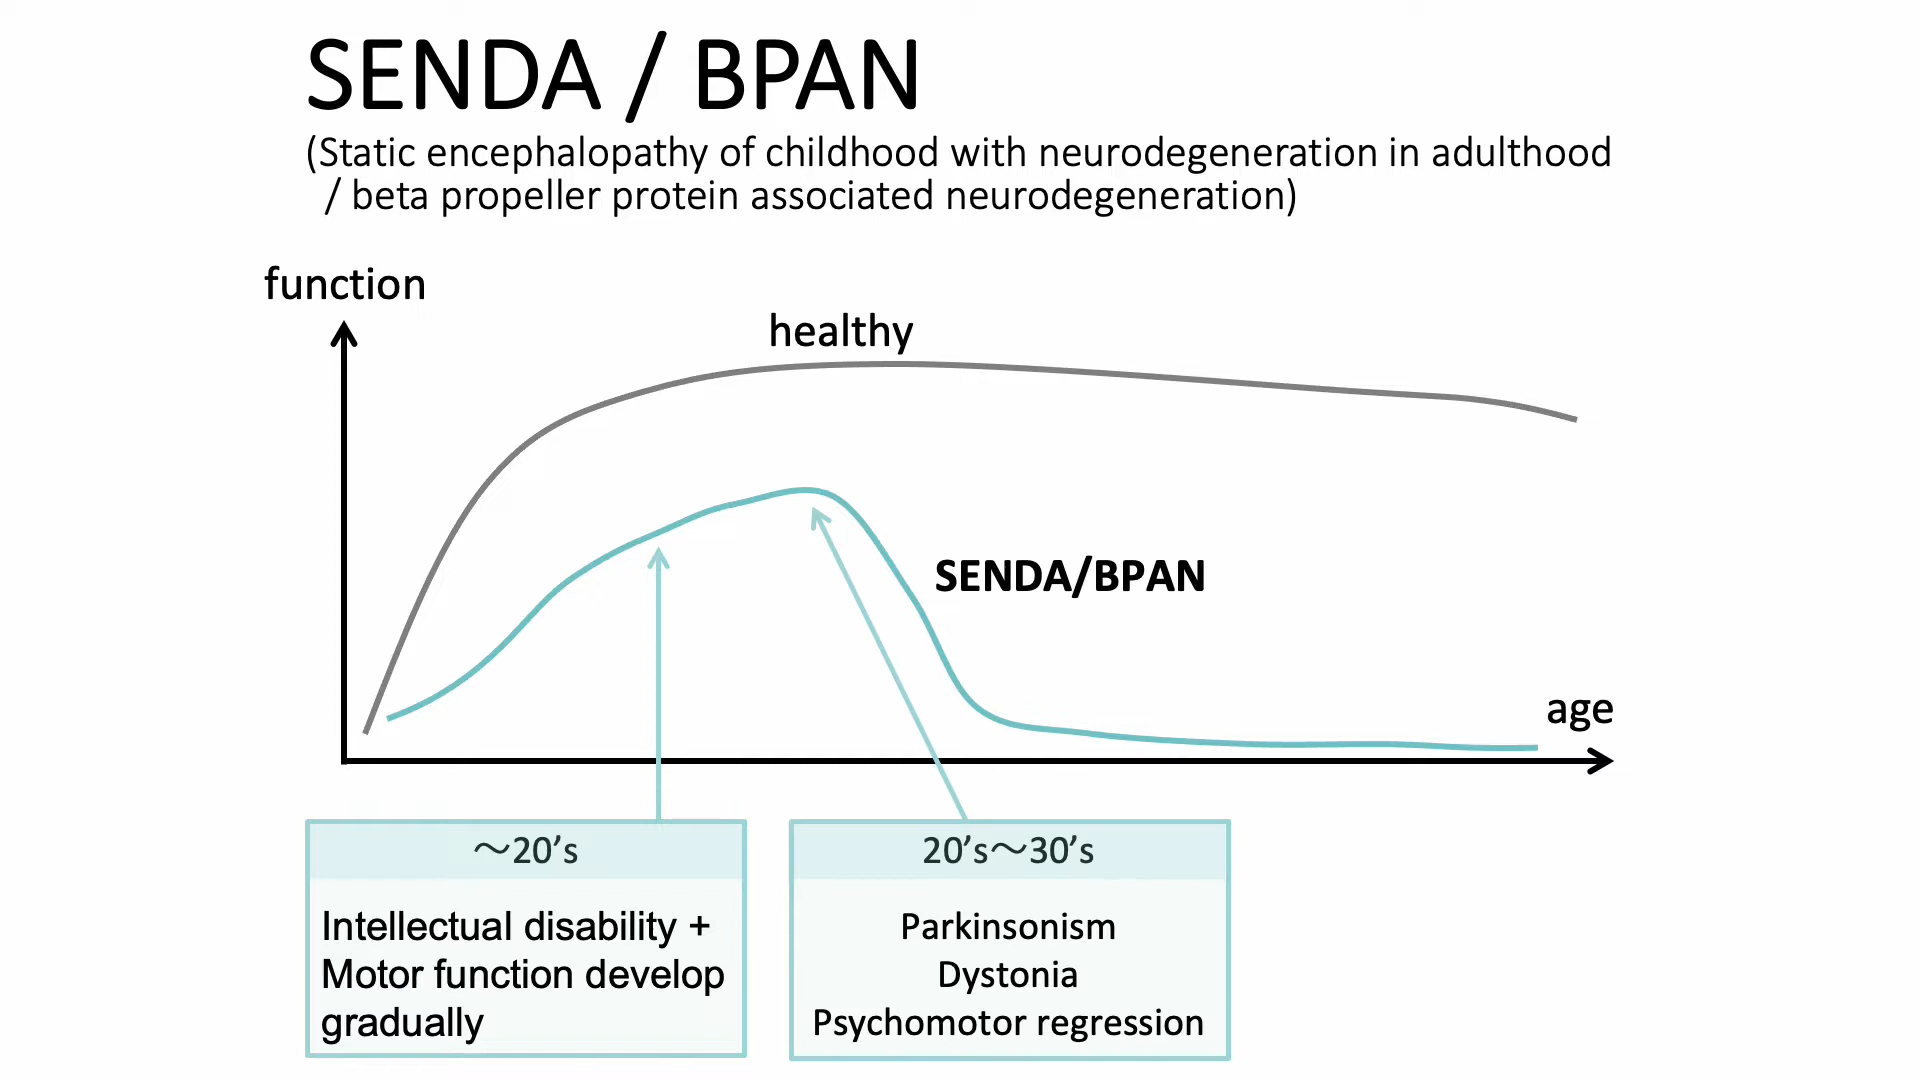 SENDA / BPAN
(Static encephalopathy of childhood with neurodegeneration in adulthood
/ beta propeller protein associated neurodegeneration)
function
healthy
SENDA/BPAN
age
～20’s
Intellectual disability +
Motor function develop
gradually
20’s～30’s
Parkinsonism
Dystonia
Psychomotor regression